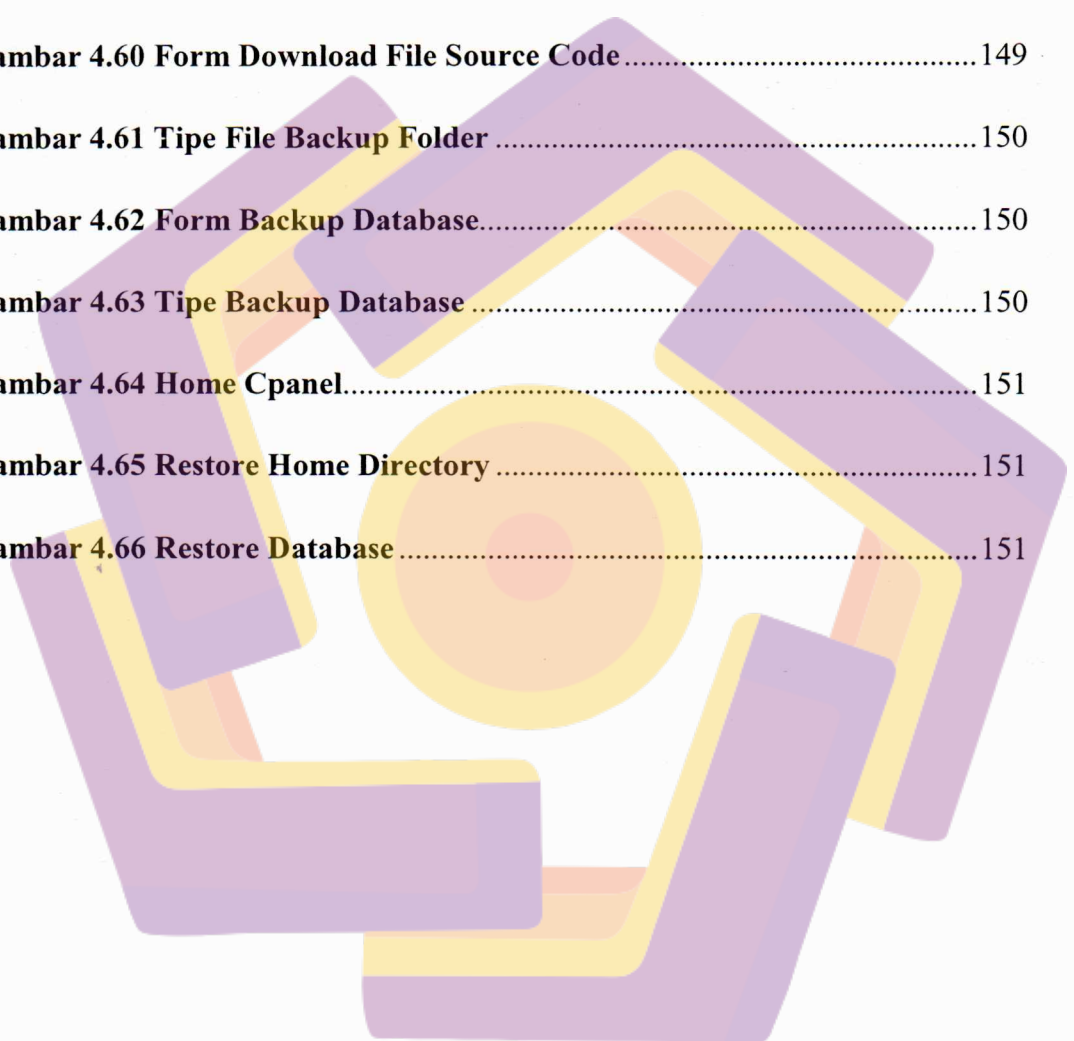 ambar 4.60 Form Download File Source Code........................................149
ambar 4.61 Tipe File Backup Folder........................................150
ambar 4.62 Form Backup Database........................................150
ambar 4.63 Tipe Backup Database........................................150
ambar 4.64 Home Cpanel........................................151
ambar 4.65 Restore Home Directory........................................151
ambar 4.66 Restore Database........................................151